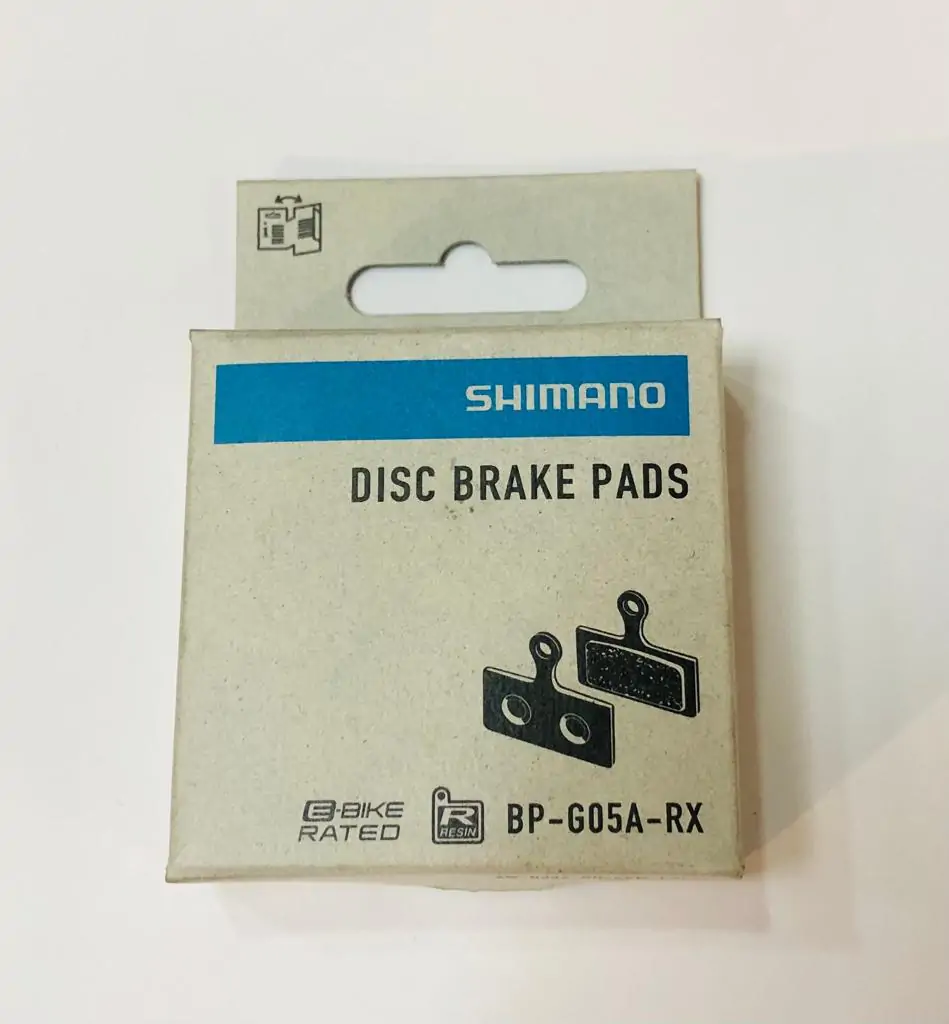 SHIMANO
DISC BRAKE PADS
E-BIKE
RATED
R
RESIN
BP-G05A-RX